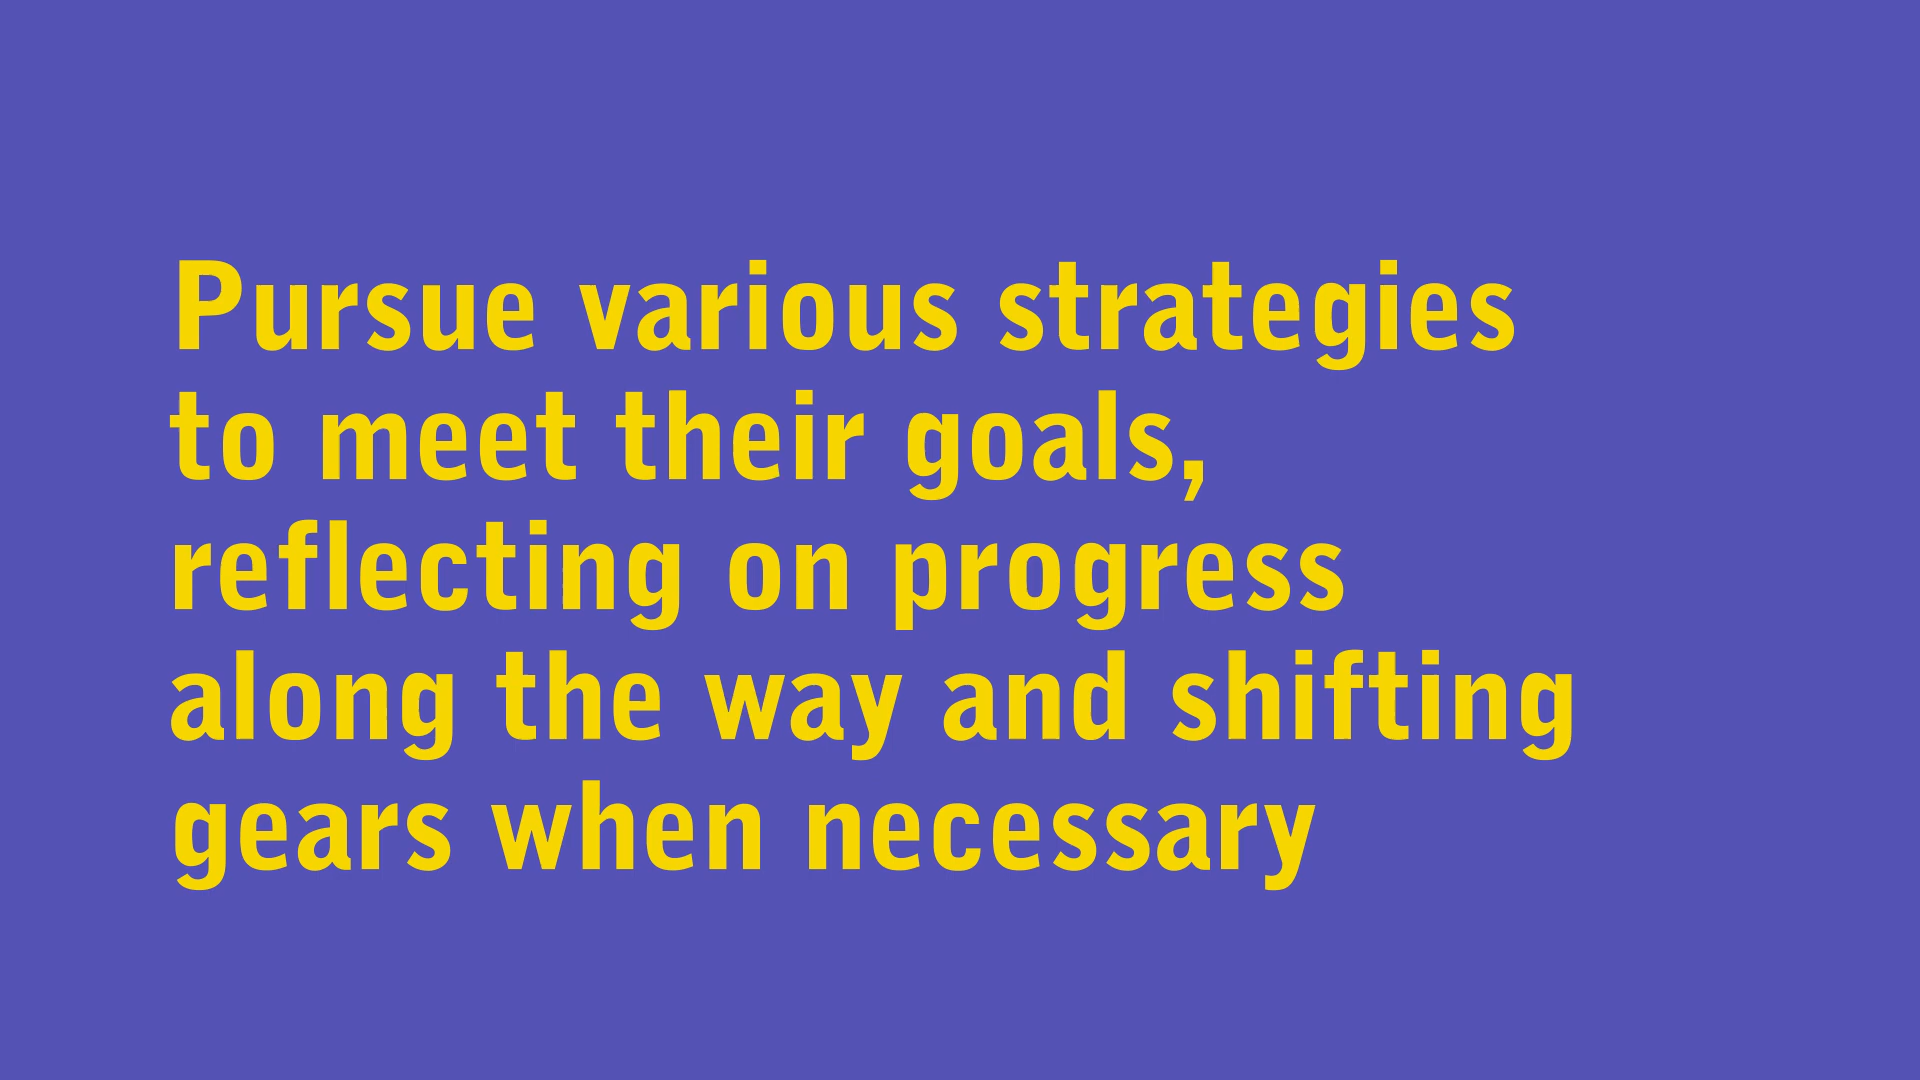 Pursue various strategies
to meet their goals,
reflecting on progress
along the way and shifting
gears when necessary